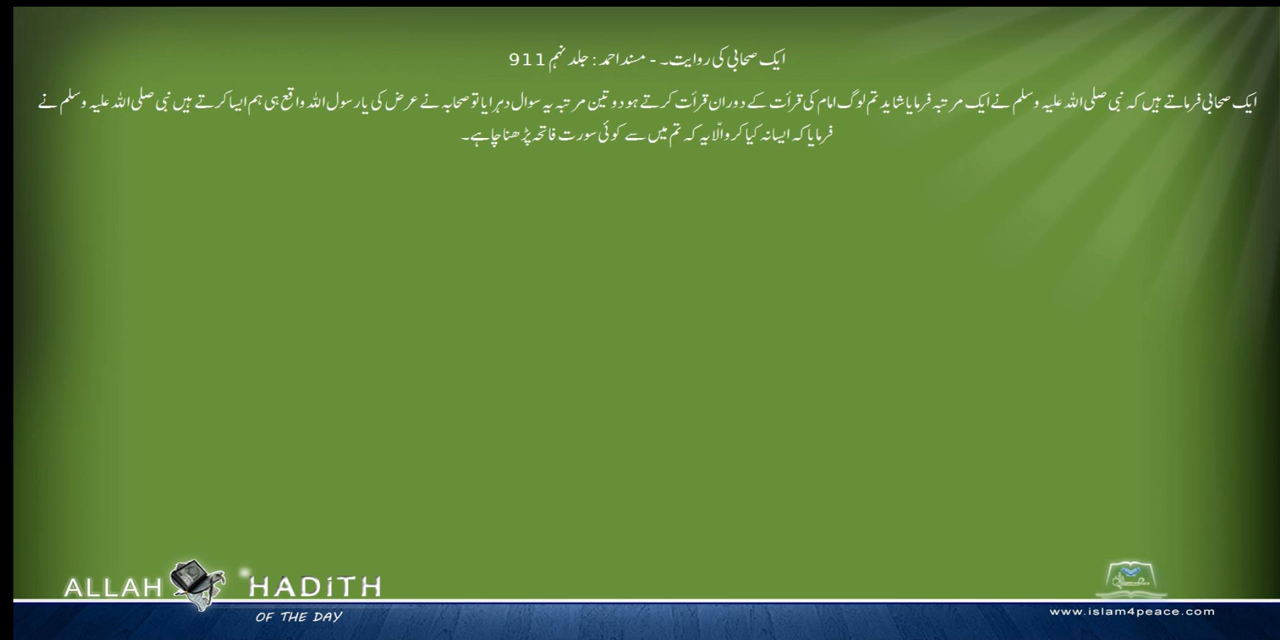 ایک صحابی کی روایت۔ - مسند احمد : جلد نہم 911
ایک صحابی فرماتے ہیں کہ نبی صلی اللہ علیہ وسلم نے ایک مرتبہ فرمایا شاید تم لوگ امام کی قرأت کے دوران قرأت کرتے ہو دو تین مرتبہ یہ سوال دہرایا تو صحابہ نے عرض کی یا رسول اللہ واقع ہی ہم ایسا کرتے ہیں نبی صلی اللہ علیہ وسلم نے
فرمایا کہ ایسا نہ کیا کرو الّا یہ کہ تم میں سے کوئی سورت فاتحہ پڑھنا چاہے۔
ALLAH HADITH
OF THE DAY
www.islam4peace.com